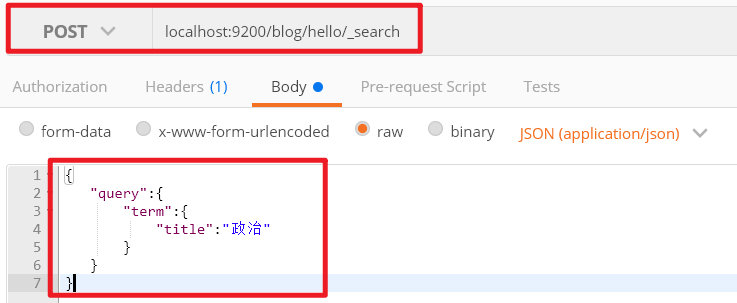 POST localhost:9200/blog/hello/_search
Authorization Headers (1) Body Pre-request Script Tests
form-data x-www-form-urlencoded raw binary JSON (application/json)
1 {
2 "query":{
3 "term":{
4 "title":"政治"
5 }
6 }
7 }